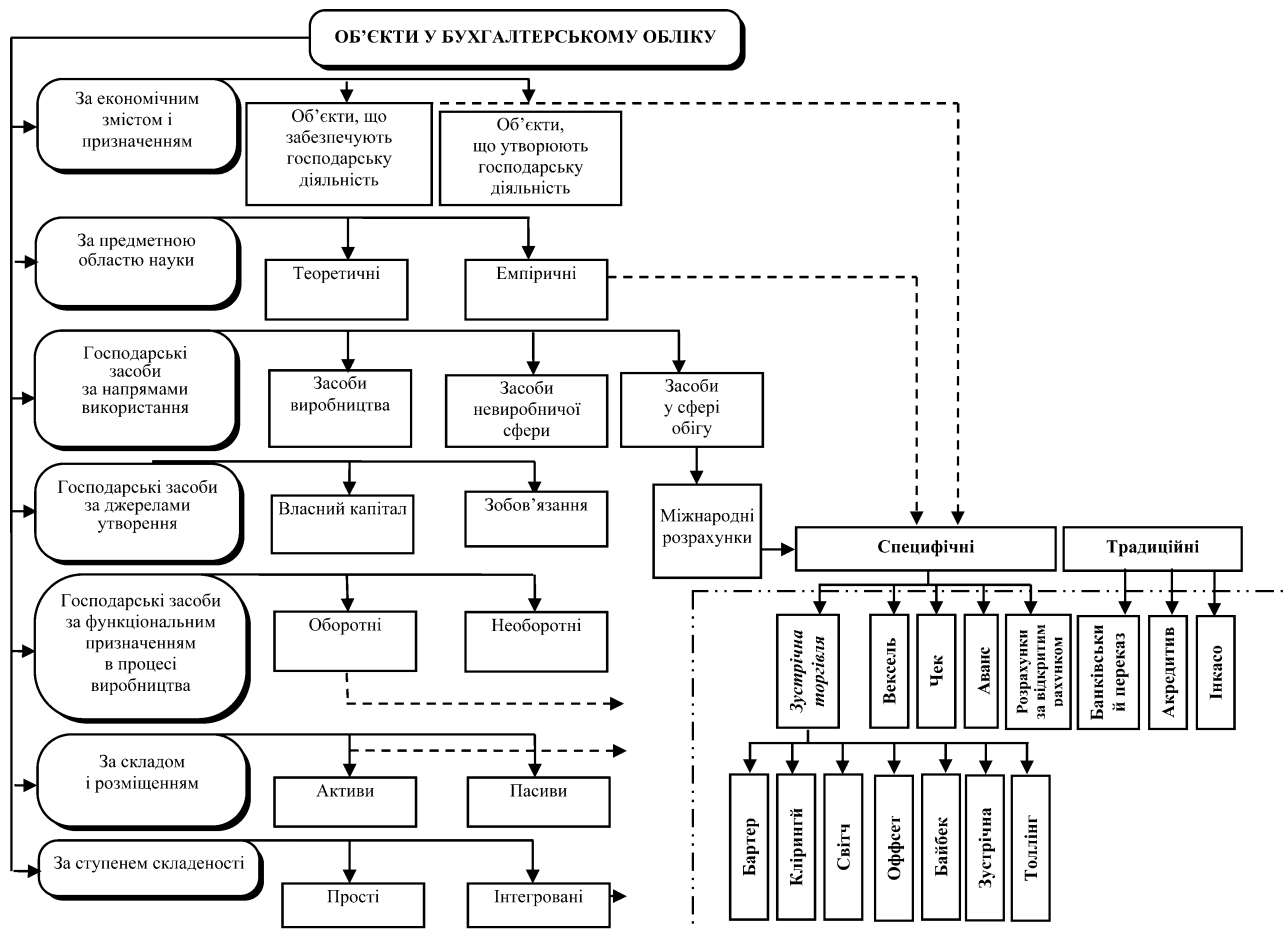 ОБ’ЄКТИ У БУХГАЛТЕРСЬКОМУ ОБЛІКУ
За економічним
змістом і
призначенням
Об’єкти, що
забезпечують
господарську
діяльність
Об’єкти,
що утворюють
господарську
діяльність
За предметною
областю науки
Теоретичні
Емпіричні
Господарські
засоби
за напрямами
використання
Засоби
виробництва
Засоби
невиробничої
сфери
Засоби
у сфері
обігу
Господарські засоби
за джерелами
утворення
Власний капітал
Зобов’язання
Міжнародні
розрахунки
Специфічні
Традиційні
Господарські засоби
за функціональним
призначенням
в процесі
виробництва
Оборотні
Необоротні
Зустрічна
торгівля
Вексель
Чек
Аванс
Розрахунки
за відкритим
рахунком
Банківськи
й переказ
Акредитив
Інкасо
За складом
і розміщенням
Активи
Пасиви
Бартер
Клірингй
Світч
Оффсет
Байбек
Зустрічна
Толлінг
За ступенем складеності
Прості
Інтегровані